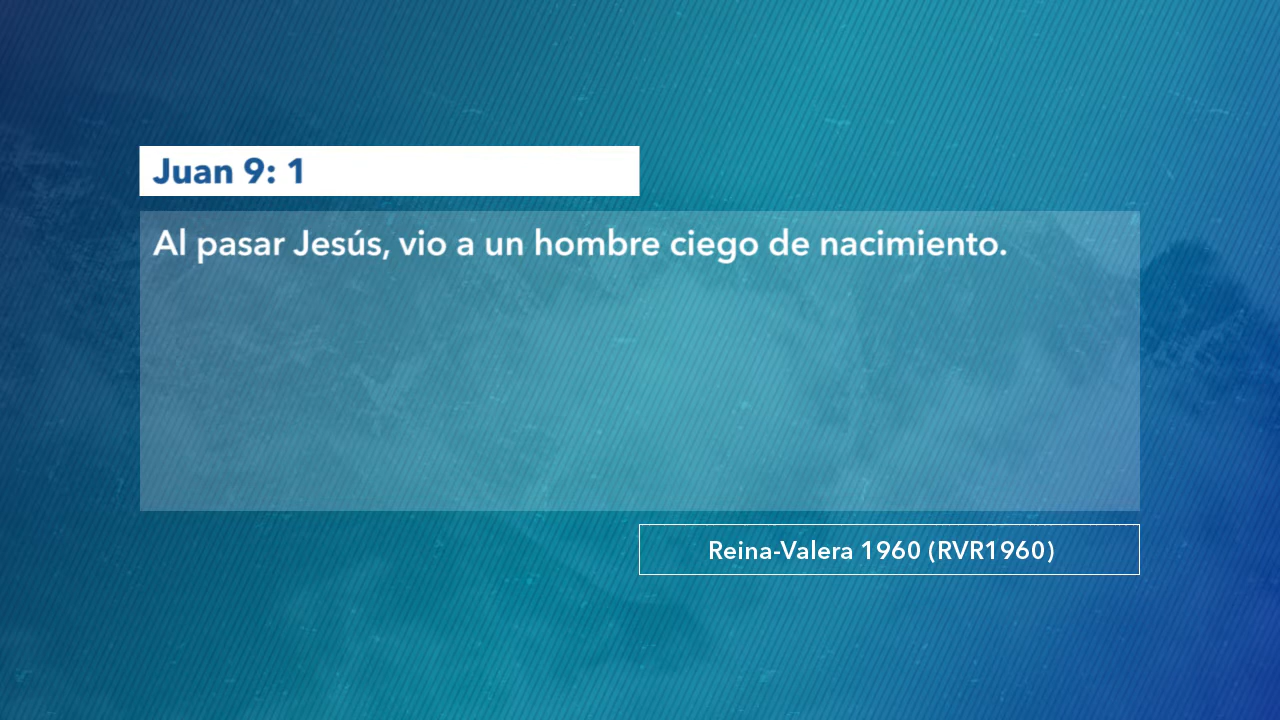 Juan 9: 1
Al pasar Jesús, vio a un hombre ciego de nacimiento.
Reina-Valera 1960 (RVR1960)